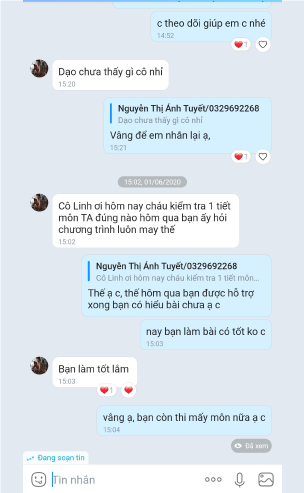 c theo dõi giúp em c nhé
14:52
1
Dạo chưa thấy gì cô nhỉ
15:20
Nguyễn Thị Ánh Tuyết/0329692268
Dạo chưa thấy gì cô nhỉ
Vâng để em nhắn lại ạ,
15:21
1
15:02, 01/06/2020
Cô Linh ơi hôm nay cháu kiểm tra 1 tiết
môn TA đúng nào hôm qua bạn ấy hỏi
chương trình luôn may thế
15:02
Nguyễn Thị Ánh Tuyết/0329692268
Cô Linh ơi hôm nay cháu kiểm tra 1 tiết môn...
Thế ạ c, thế hôm qua bạn được hỗ trợ
xong bạn có hiểu bài chưa ạ c
nay bạn làm bài có tốt ko c
15:03
Bạn làm tốt lắm
15:03
1
vâng ạ, bạn còn thi mấy môn nữa ạ c
15:04
Đã xem
Đang soạn tin
Tin nhắn